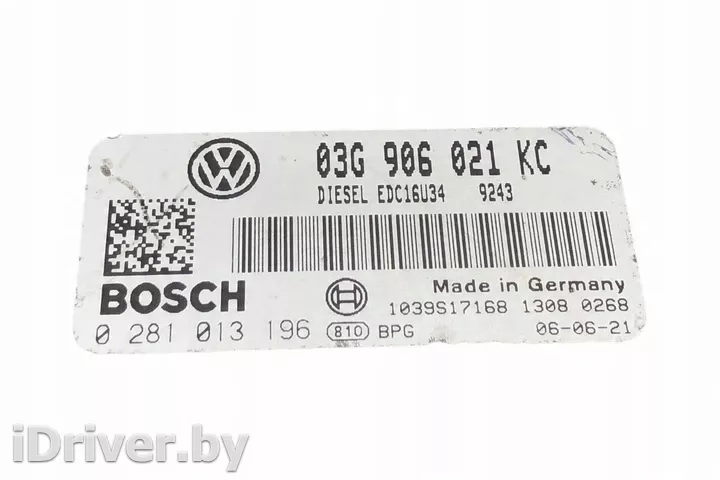 03G 906 021 KC
DIESEL EDC16U34 9243
BOSCH
Made in Germany
1039S17168 1308 0268
0 281 013 196 810 BPG 06-06-21
iDriver.by